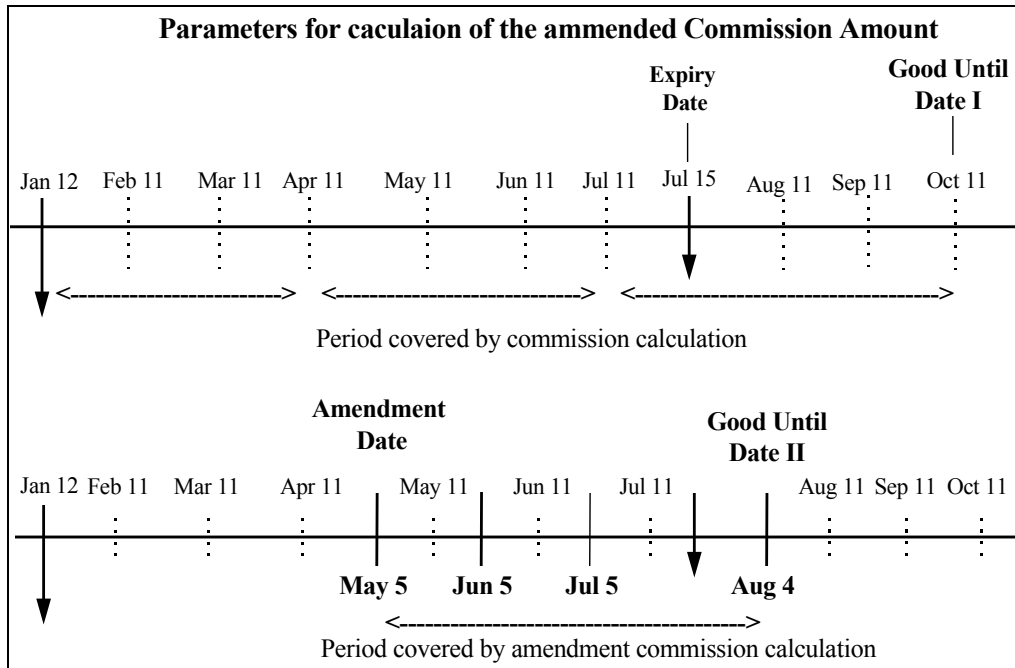 Parameters for caculaion of the ammended Commission Amount
Expiry
Date
Good Until
Date I
Jan 12 Feb 11 Mar 11 Apr 11 May 11 Jun 11 Jul 11 Jul 15 Aug 11 Sep 11 Oct 11
Period covered by commission calculation
Amendment
Date
Good Until
Date II
Jan 12 Feb 11 Mar 11 Apr 11 May 11 Jun 11 Jul 11 Aug 11 Sep 11 Oct 11
May 5 Jun 5 Jul 5 Aug 4
Period covered by amendment commission calculation